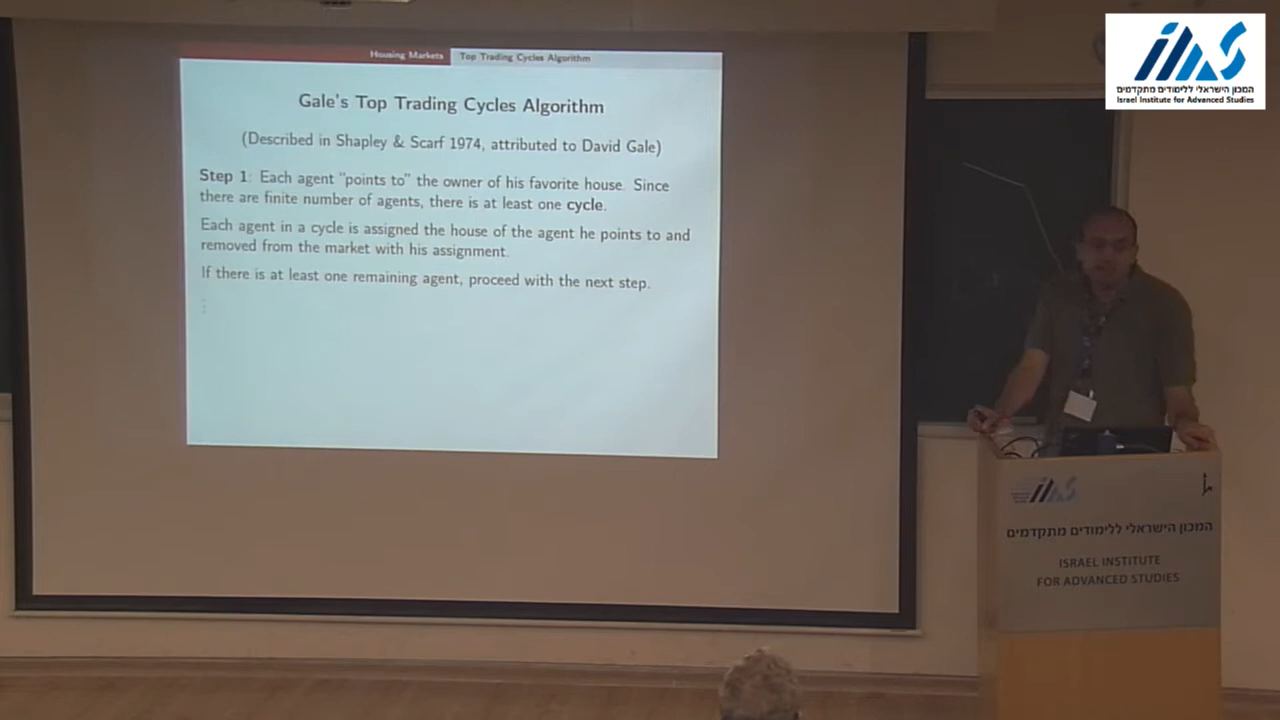 Housing Markets
Top Trading Cycles Algorithm
Gale's Top Trading Cycles Algorithm
(Described in Shapley & Scarf 1974, attributed to David Gale)
Step 1: Each agent "points to" the owner of his favorite house. Since
there are finite number of agents, there is at least one cycle.
Each agent in a cycle is assigned the house of the agent he points to and
removed from the market with his assignment.
If there is at least one remaining agent, proceed with the next step.
⋮
המכון הישראלי ללימודים מתקדמים
Israel Institute for Advanced Studies
המכון הישראלי ללימודים מתקדמים
ISRAEL INSTITUTE
FOR ADVANCED STUDIES